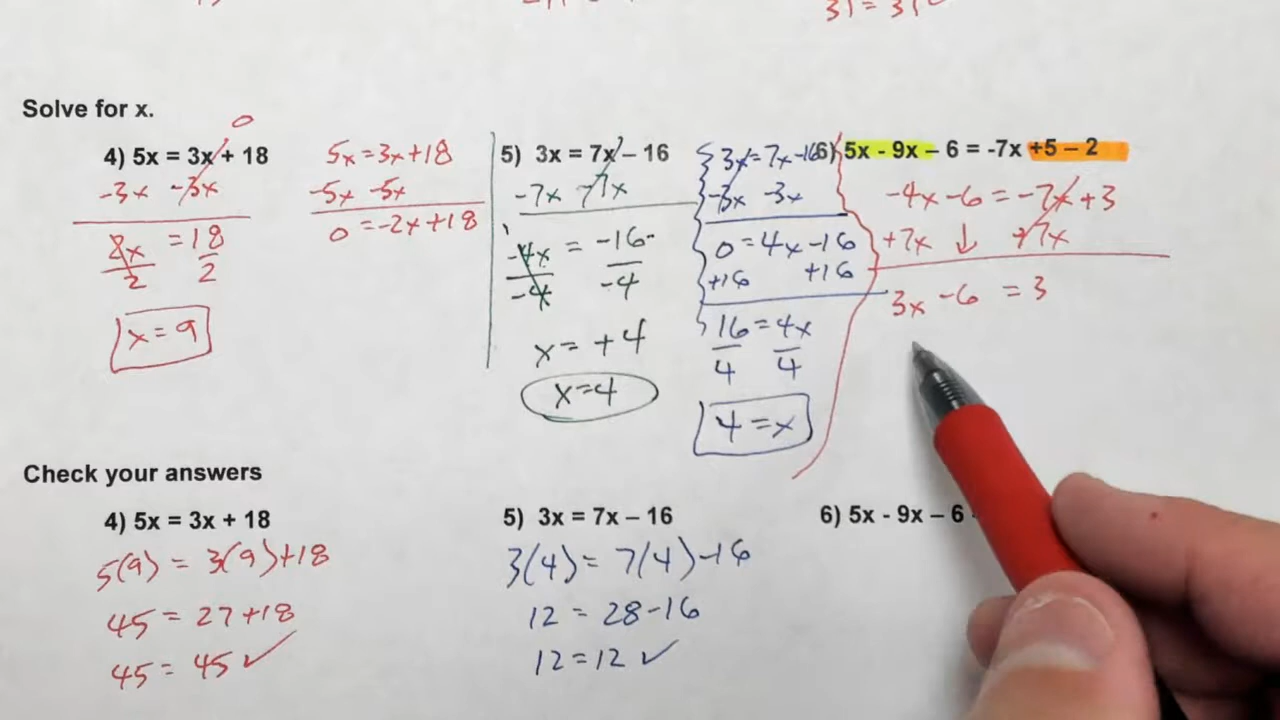 31 = 31
Solve for x.
0
4) 5x = 3x + 18
-3x -3x
2x = 18
2 2
x = 9
5x = 3x + 18
-5x -5x
0 = -2x + 18
5) 3x = 7x – 16
-7x -7x
-4x = -16
-4 -4
x = +4
x = 4
3x = 7x - 16
-3x -3x
0 = 4x - 16
+16 +16
16 = 4x
4 4
4 = x
6) 5x - 9x – 6 = -7x +5 – 2
-4x - 6 = -7x + 3
+7x ↓ +7x
3x - 6 = 3
Check your answers
4) 5x = 3x + 18
5(9) = 3(9) + 18
45 = 27 + 18
45 = 45 ✓
5) 3x = 7x – 16
3(4) = 7(4) - 16
12 = 28 - 16
12 = 12 ✓
6) 5x - 9x – 6